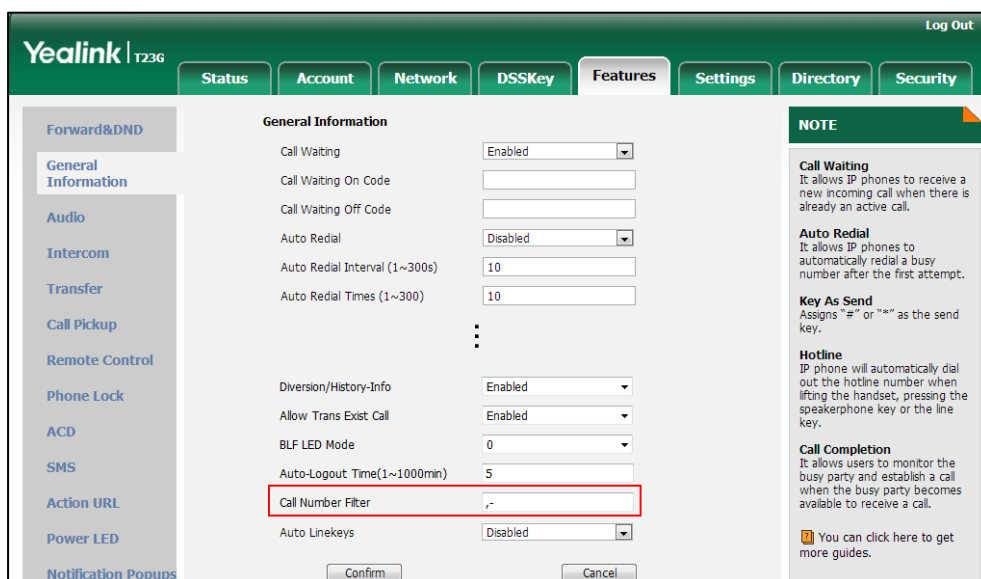 Log Out
Yealink | T23G
Status Account Network DSSKey Features Settings Directory Security
Forward&DND
General
Information
Audio
Intercom
Transfer
Call Pickup
Remote Control
Phone Lock
ACD
SMS
Action URL
Power LED
Notification Popups
General Information
Call Waiting Enabled
Call Waiting On Code
Call Waiting Off Code
Auto Redial Disabled
Auto Redial Interval (1~300s) 10
Auto Redial Times (1~300) 10
Diversion/History-Info Enabled
Allow Trans Exist Call Enabled
BLF LED Mode 0
Auto-Logout Time(1~1000min) 5
Call Number Filter ,-
Auto Linekeys Disabled
Confirm Cancel
NOTE
Call Waiting
It allows IP phones to receive a
new incoming call when there is
already an active call.
Auto Redial
It allows IP phones to
automatically redial a busy
number after the first attempt.
Key As Send
Assigns "#" or "*" as the send
key.
Hotline
IP phone will automatically dial
out the hotline number when
lifting the handset, pressing the
speakerphone key or the line
key.
Call Completion
It allows users to monitor the
busy party and establish a call
when the busy party becomes
available to receive a call.
You can click here to get
more guides.